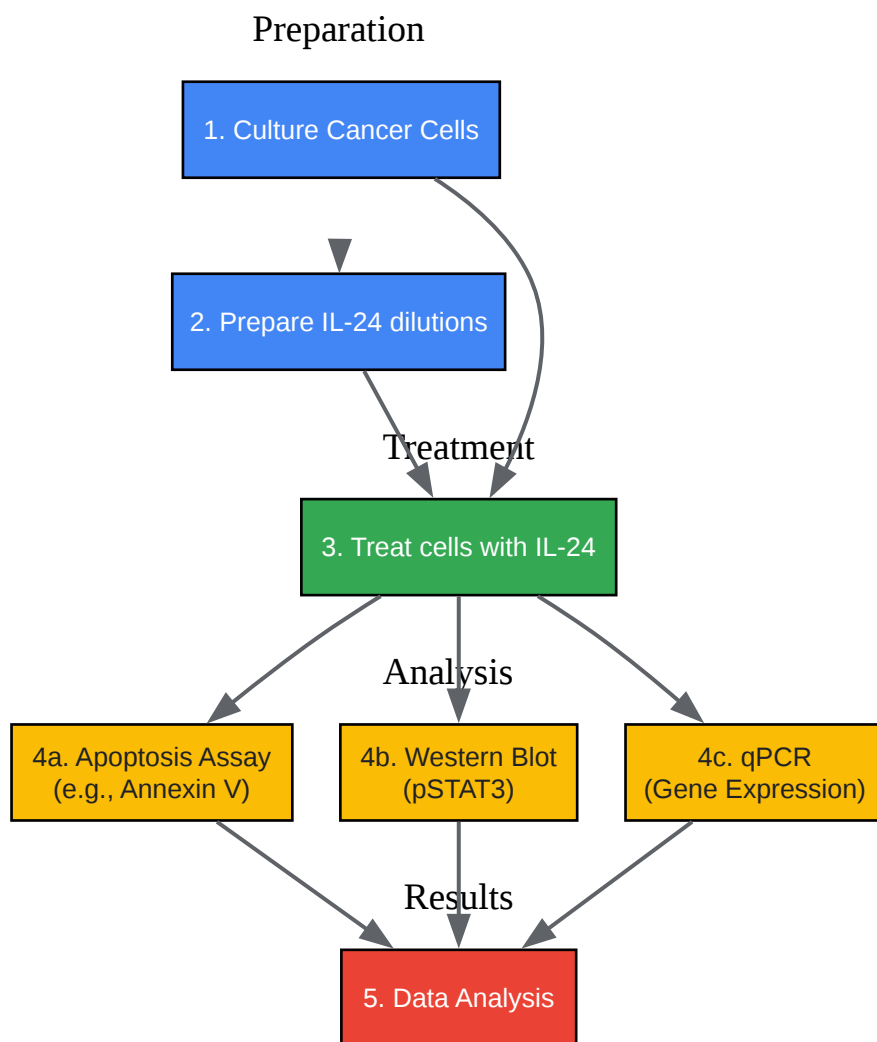 Preparation
1. Culture Cancer Cells
2. Prepare IL-24 dilutions
Treatment
3. Treat cells with IL-24
Analysis
4a. Apoptosis Assay
(e.g., Annexin V)
4b. Western Blot
(pSTAT3)
4c. qPCR
(Gene Expression)
Results
5. Data Analysis